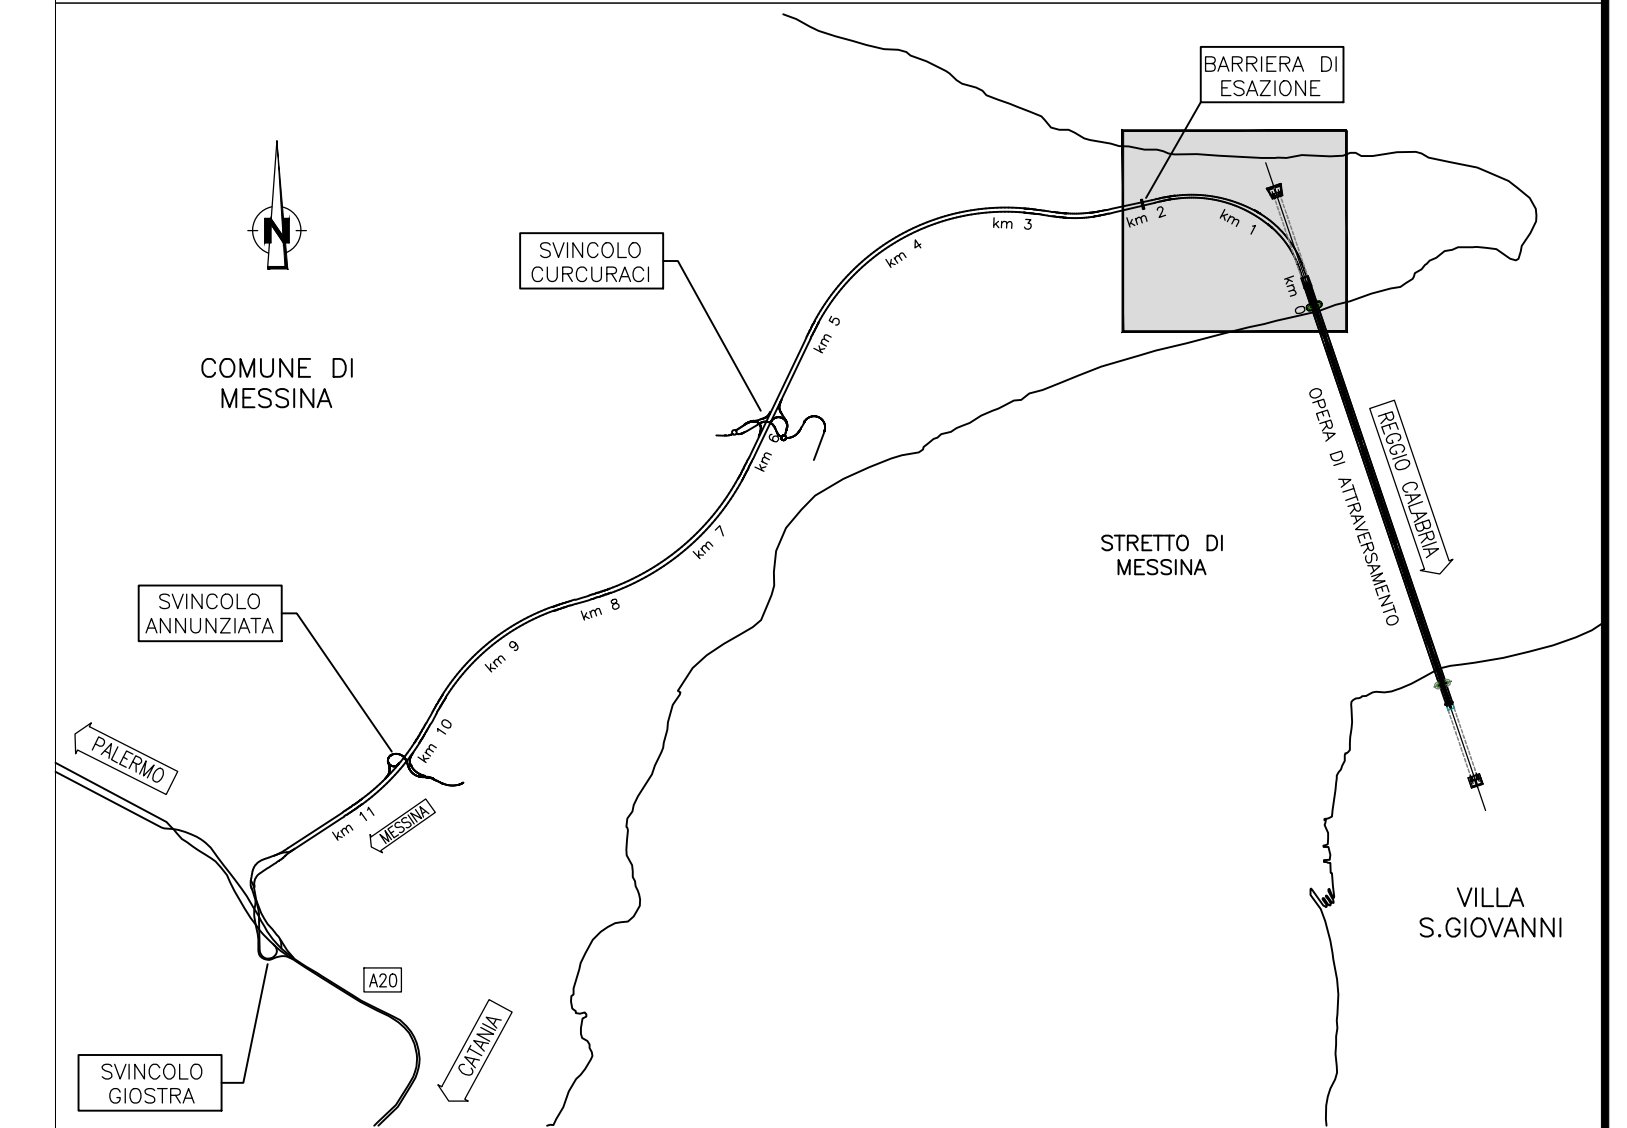 BARRIERA DI
ESAZIONE
N
SVINCOLO
CURCURACI
COMUNE DI
MESSINA
km 0
km 1
km 2
km 3
km 4
km 5
km 6
km 7
km 8
km 9
km 10
km 11
OPERA DI ATTRAVERSAMENTO
REGGIO CALABRIA
STRETTO DI
MESSINA
SVINCOLO
ANNUNZIATA
PALERMO
MESSINA
VILLA
S.GIOVANNI
A20
CATANIA
SVINCOLO
GIOSTRA